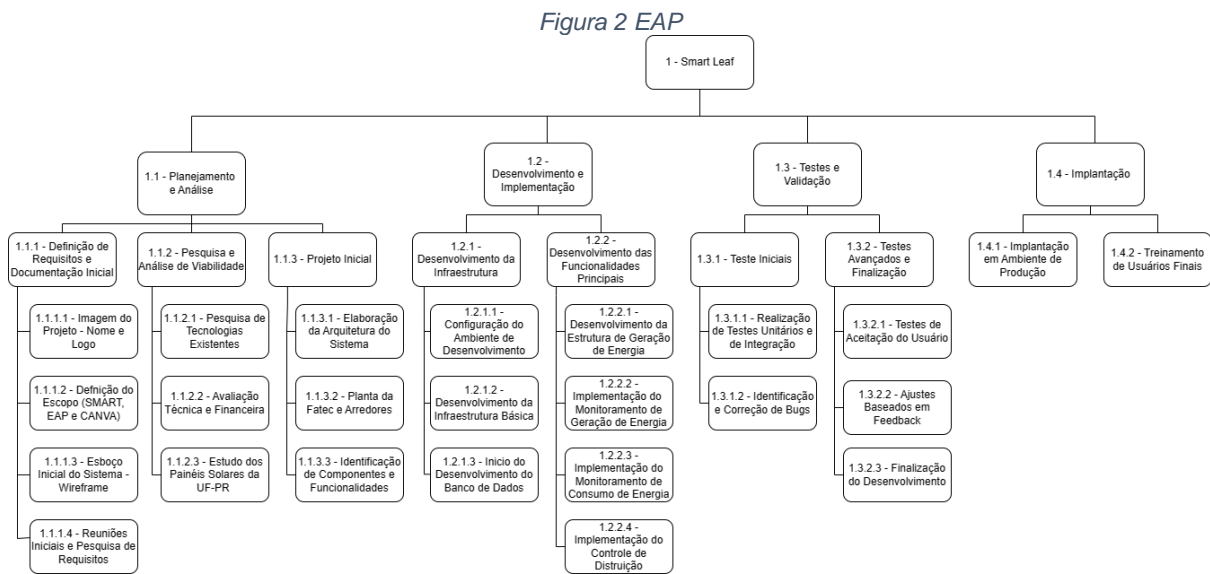 Figura 2 EAP
1 - Smart Leaf
1.1 - Planejamento
e Análise
1.2 -
Desenvolvimento e
Implementação
1.3 - Testes e
Validação
1.4 - Implantação
1.1.1 - Definição de
Requisitos e
Documentação Inicial
1.1.2 - Pesquisa e
Análise de Viabilidade
1.1.3 - Projeto Inicial
1.2.1 -
Desenvolvimento da
Infraestrutura
1.2.2 -
Desenvolvimento das
Funcionalidades
Principais
1.3.1 - Teste Iniciais
1.3.2 - Testes
Avançados e
Finalização
1.4.1 - Implantação
em Ambiente de
Produção
1.4.2 - Treinamento
de Usuários Finais
1.1.1.1 - Imagem do
Projeto - Nome e
Logo
1.1.1.2 - Defnição do
Escopo (SMART,
EAP e CANVA)
1.1.1.3 - Esboço
Inicial do Sistema -
Wireframe
1.1.1.4 - Reuniões
Iniciais e Pesquisa de
Requisitos
1.1.2.1 - Pesquisa de
Tecnologias
Existentes
1.1.2.2 - Avaliação
Técnica e Financeira
1.1.2.3 - Estudo dos
Painéis Solares da
UF-PR
1.1.3.1 - Elaboração
da Arquitetura do
Sistema
1.1.3.2 - Planta da
Fatec e Arredores
1.1.3.3 - Identificação
de Componentes e
Funcionalidades
1.2.1.1 -
Configuração do
Ambiente de
Desenvolvimento
1.2.1.2 -
Desenvolvimento da
Infraestrutura Básica
1.2.1.3 - Inicio do
Desenvolvimento do
Banco de Dados
1.2.2.1 -
Desenvolvimento da
Estrutura de Geração
de Energia
1.2.2.2 -
Implementação do
Monitoramento de
Geração de Energia
1.2.2.3 -
Implementação do
Monitoramento de
Consumo de Energia
1.2.2.4 -
Implementação do
Controle de
Distruição
1.3.1.1 - Realização
de Testes Unitários e
de Integração
1.3.1.2 - Identificação
e Correção de Bugs
1.3.2.1 - Testes de
Aceitação do Usuário
1.3.2.2 - Ajustes
Baseados em
Feedback
1.3.2.3 - Finalização
do Desenvolvimento